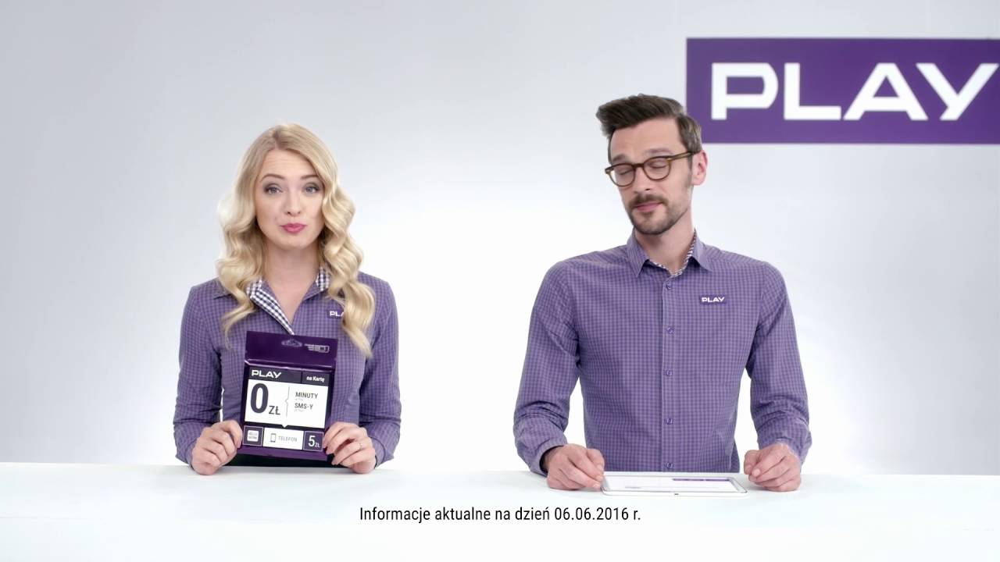 PLAY
PLAY
PLAY
PLAY
na Kartę
0 ZŁ
MINUTY
SMS-Y
TELEFON
5 ZŁ
Informacje aktualne na dzień 06.06.2016 r.